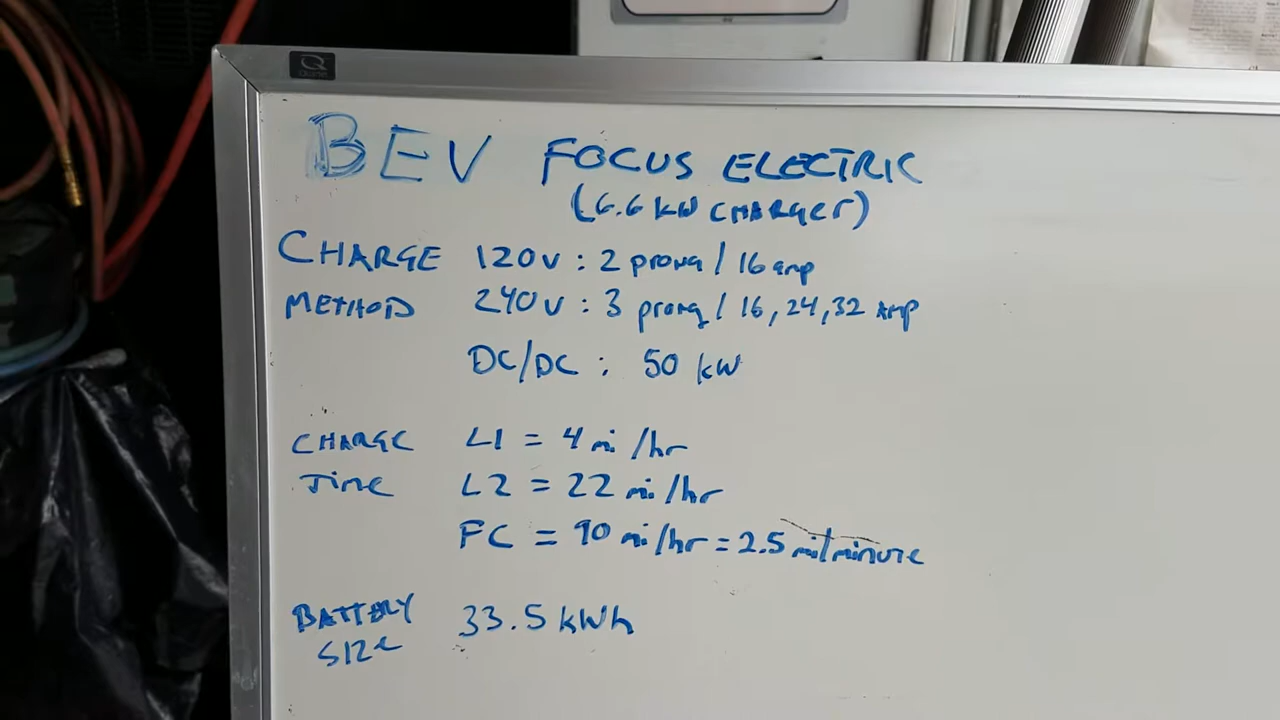 Q
Quartet
BEV FOCUS ELECTRIC
(6.6 kW CHARGER)
CHARGE 120V : 2 prong / 16 amp
METHOD 240V : 3 prong / 16, 24, 32 AMP
DC/DC : 50 kW
CHARGE L1 = 4 mi/hr
TIME L2 = 22 mi/hr
FC = 90 mi/hr = 2.5 mi/minute
BATTERY 33.5 kWh
SIZE